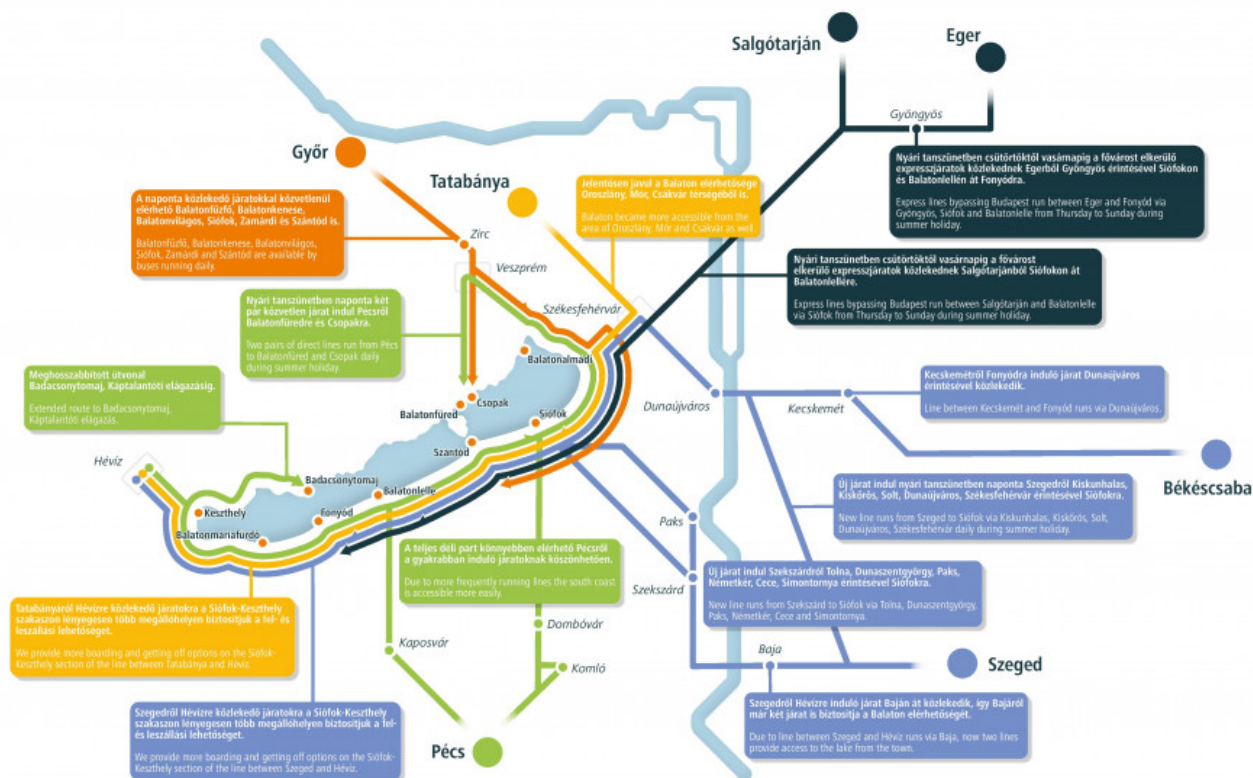 Salgótarján
Eger
Gyöngyös
Nyári tanszünetben csütörtöktől vasárnapig a fővárost elkerülő
expresszjáratok közlekednek Egerből Gyöngyös érintésével Siófokon
és Balatonlellén át Fonyódra.
Express lines bypassing Budapest run between Eger and Fonyód via
Gyöngyös, Siófok and Balatonlelle from Thursday to Sunday during
summer holiday.
Győr
Tatabánya
A naponta közlekedő járatokkal közvetlenül
elérhető Balatonfűzfő, Balatonkenese,
Balatonvilágos, Siófok, Zamárdi és Szántód is.
Balatonfűzfő, Balatonkenese, Balatonvilágos,
Siófok, Zamárdi and Szántód are available by
buses running daily.
Jelentősen javul a Balaton elérhetősége
Oroszlány, Mór, Csákvár térségéből is.
Balaton became more accessible from the
area of Oroszlány, Mór and Csákvár as well.
Zirc
Veszprém
Székesfehérvár
Nyári tanszünetben csütörtöktől vasárnapig a fővárost
elkerülő expresszjáratok közlekednek Salgótarjánból Siófokon át
Balatonlellére.
Express lines bypassing Budapest run between Salgótarján and Balatonlelle
via Siófok from Thursday to Sunday during summer holiday.
Nyári tanszünetben naponta két
pár közvetlen járat indul Pécsről
Balatonfüredre és Csopakra.
Two pairs of direct lines run from Pécs
to Balatonfüred and Csopak daily
during summer holiday.
Balatonalmádi
Meghosszabbított útvonal
Badacsonytomaj, Káptalantóti elágazásig.
Extended route to Badacsonytomaj,
Káptalantóti elágazás.
Csopak
Balatonfüred
Siófok
Szántód
Dunaújváros
Kecskemét
Kecskemétről Fonyódra induló járat Dunaújváros
érintésével közlekedik.
Line between Kecskemét and Fonyód runs via Dunaújváros.
Békéscsaba
Hévíz
Badacsonytomaj
Balatonlelle
Keszthely
Fonyód
Balatonmariafurdó
Új járat indul nyári tanszünetben naponta Szegedről Kiskunhalas,
Kiskőrös, Solt, Dunaújváros, Székesfehérvár érintésével Siófokra.
New line runs from Szeged to Siófok via Kiskunhalas, Kiskőrös, Solt,
Dunaújváros, Székesfehérvár daily during summer holiday.
Paks
Szekszárd
A teljes déli part könnyebben elérhető Pécsről
a gyakrabban induló járatoknak köszönhetően.
Due to more frequently running lines the south coast
is accessible more easily.
Új járat indul Szekszárdról Tolna, Dunaszentgyörgy, Paks,
Németkér, Cece, Simontornya érintésével Siófokra.
New line runs from Szekszárd to Siófok via Tolna, Dunaszentgyörgy,
Paks, Németkér, Cece and Simontornya.
Tatabányáról Hévízre közlekedő járatokra a Siófok-Keszthely
szakaszon lényegesen több megállóhelyen biztosítjuk a fel- és
leszállási lehetőséget.
We provide more boarding and getting off options on the Siófok-
Keszthely section of the line between Tatabánya and Hévíz.
Kaposvár
Dombóvár
Komló
Baja
Szeged
Szegedről Hévízre közlekedő járatokra a Siófok-Keszthely
szakaszon lényegesen több megállóhelyen biztosítjuk a fel-
és leszállási lehetőséget.
We provide more boarding and getting off options on the Siófok-
Keszthely section of the line between Szeged and Hévíz.
Pécs
Szegedről Hévízre induló járat Baján át közlekedik, így Bajáról
már két járat is biztosítja a Balaton elérhetőségét.
Due to line between Szeged and Hévíz runs via Baja, now two lines
provide access to the lake from the town.